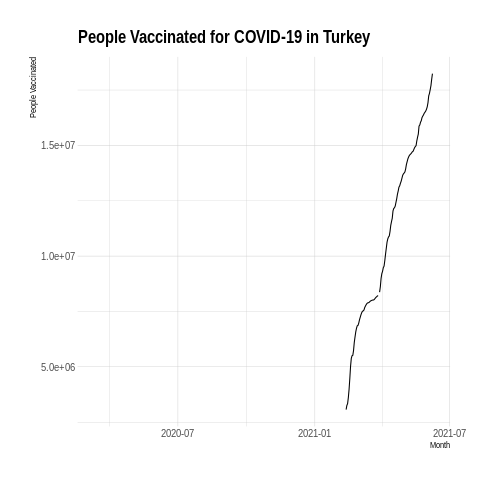 People Vaccinated for COVID-19 in Turkey
People Vaccinated
1.5e+07
1.0e+07
5.0e+06
2020-07
2021-01
2021-07
Month